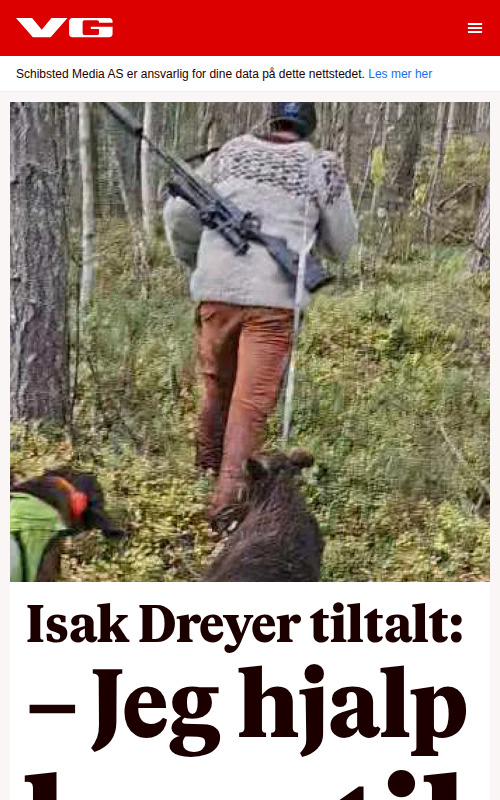 VG
Schibsted Media AS er ansvarlig for dine data på dette nettstedet. Les mer her
Isak Dreyer tiltalt:
– Jeg hjalp